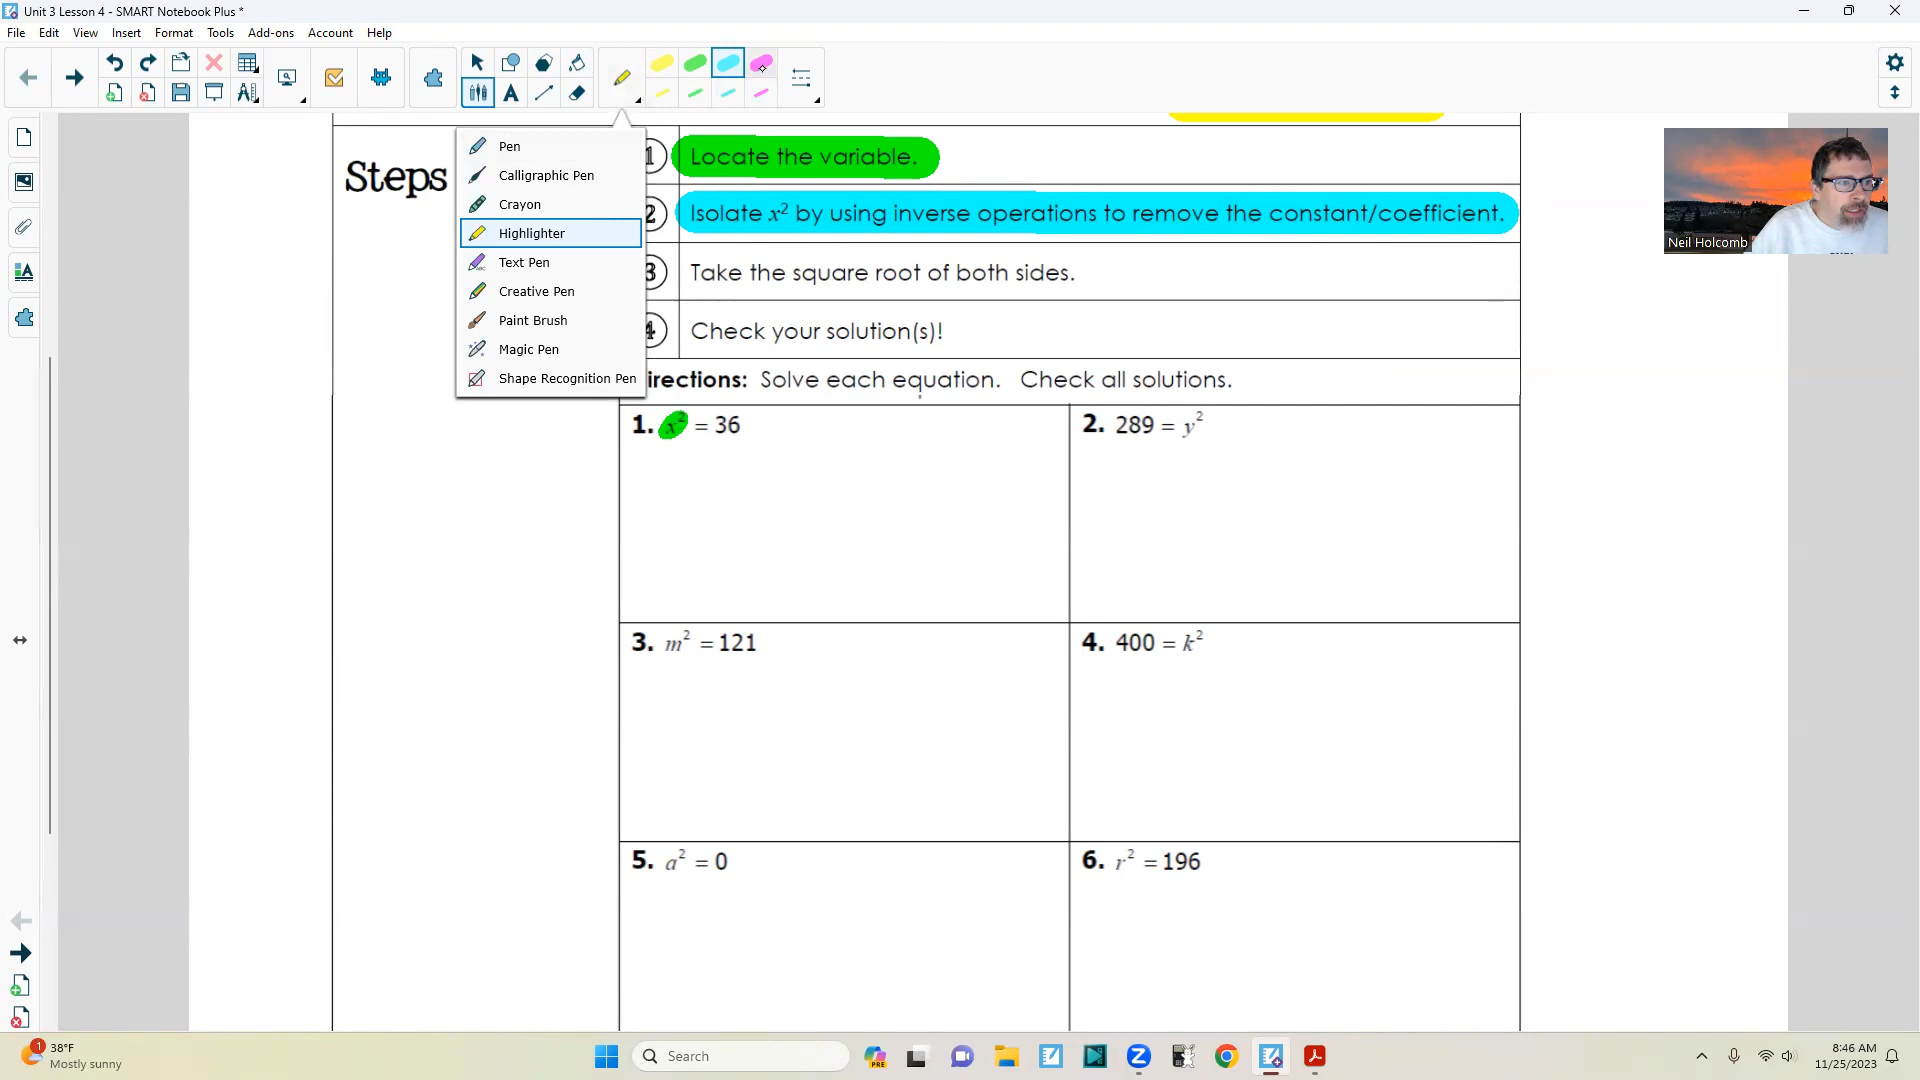 Unit 3 Lesson 4 - SMART Notebook Plus *
File Edit View Insert Format Tools Add-ons Account Help
Pen
Calligraphic Pen
Crayon
Highlighter
Text Pen
Creative Pen
Paint Brush
Magic Pen
Shape Recognition Pen
Steps
1 Locate the variable.
2 Isolate x² by using inverse operations to remove the constant/coefficient.
3 Take the square root of both sides.
4 Check your solution(s)!
irections: Solve each equation. Check all solutions.
1. x² = 36
2. 289 = y²
3. m² = 121
4. 400 = k²
5. a² = 0
6. r² = 196
Neil Holcomb
1
38°F
Mostly sunny
Search
PRE
8:46 AM
11/25/2023